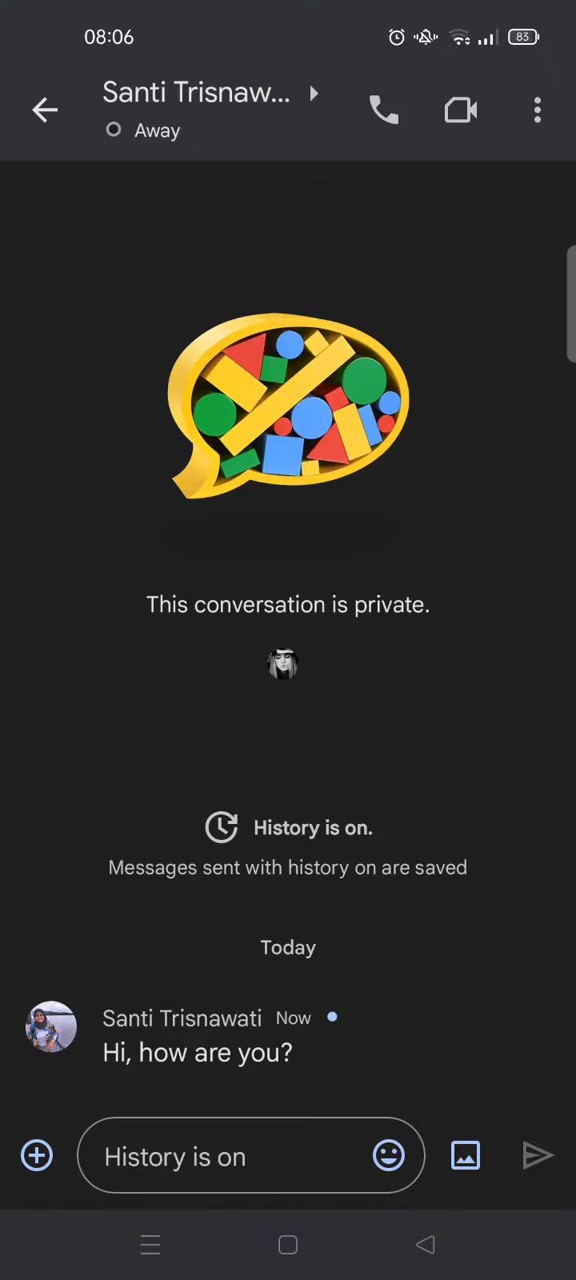 08:06
83
Santi Trisnaw...
Away
This conversation is private.
History is on.
Messages sent with history on are saved
Today
Santi Trisnawati Now
Hi, how are you?
History is on